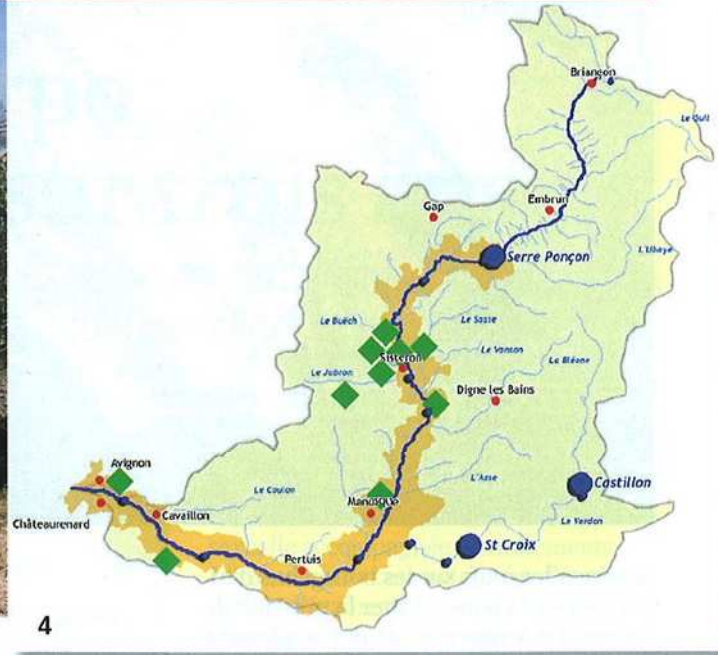 Briançon
Le Guil
Gap
Embrun
Serre Ponçon
L'Ubaye
Le Buëch
Le Sasse
Sisteron
Le Vanson
La Bléone
Le Jabron
Digne les Bains
Avignon
L'Asse
Castillon
Le Coulon
Manosque
Châteaurenard
Cavaillon
Le Verdon
St Croix
Pertuis
4